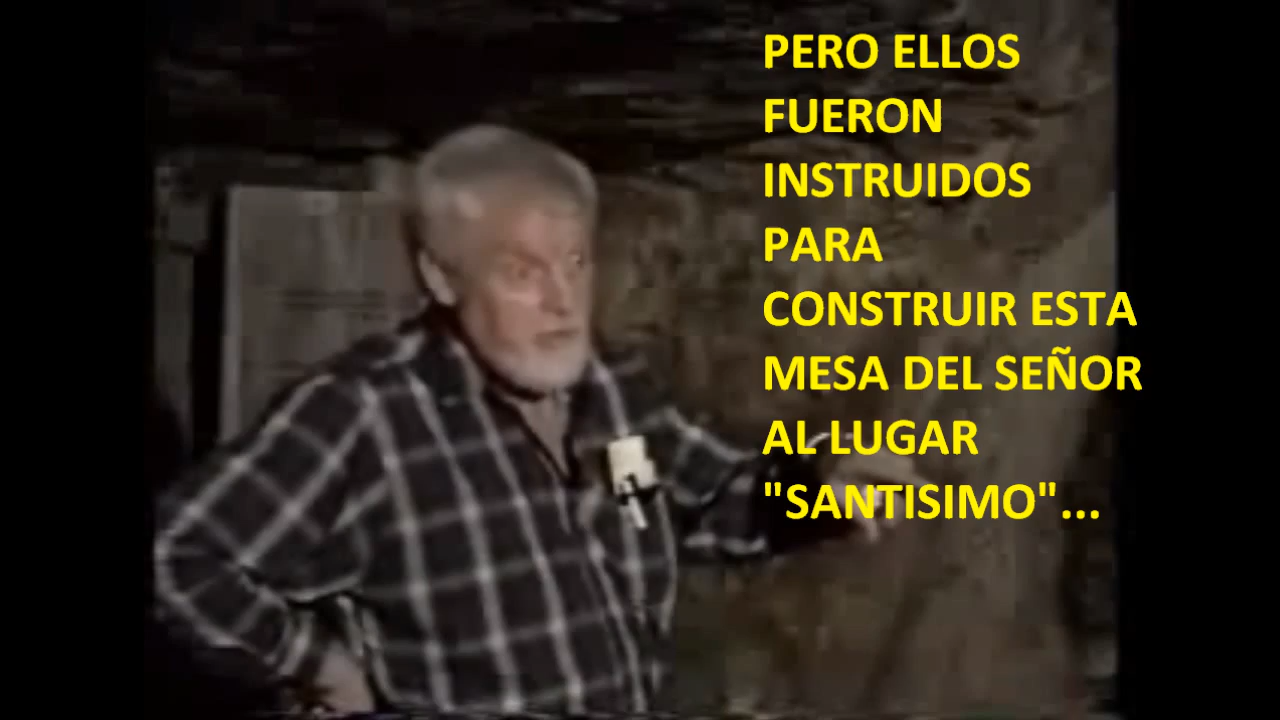 PERO ELLOS
FUERON
INSTRUIDOS
PARA
CONSTRUIR ESTA
MESA DEL SEÑOR
AL LUGAR
"SANTISIMO"...